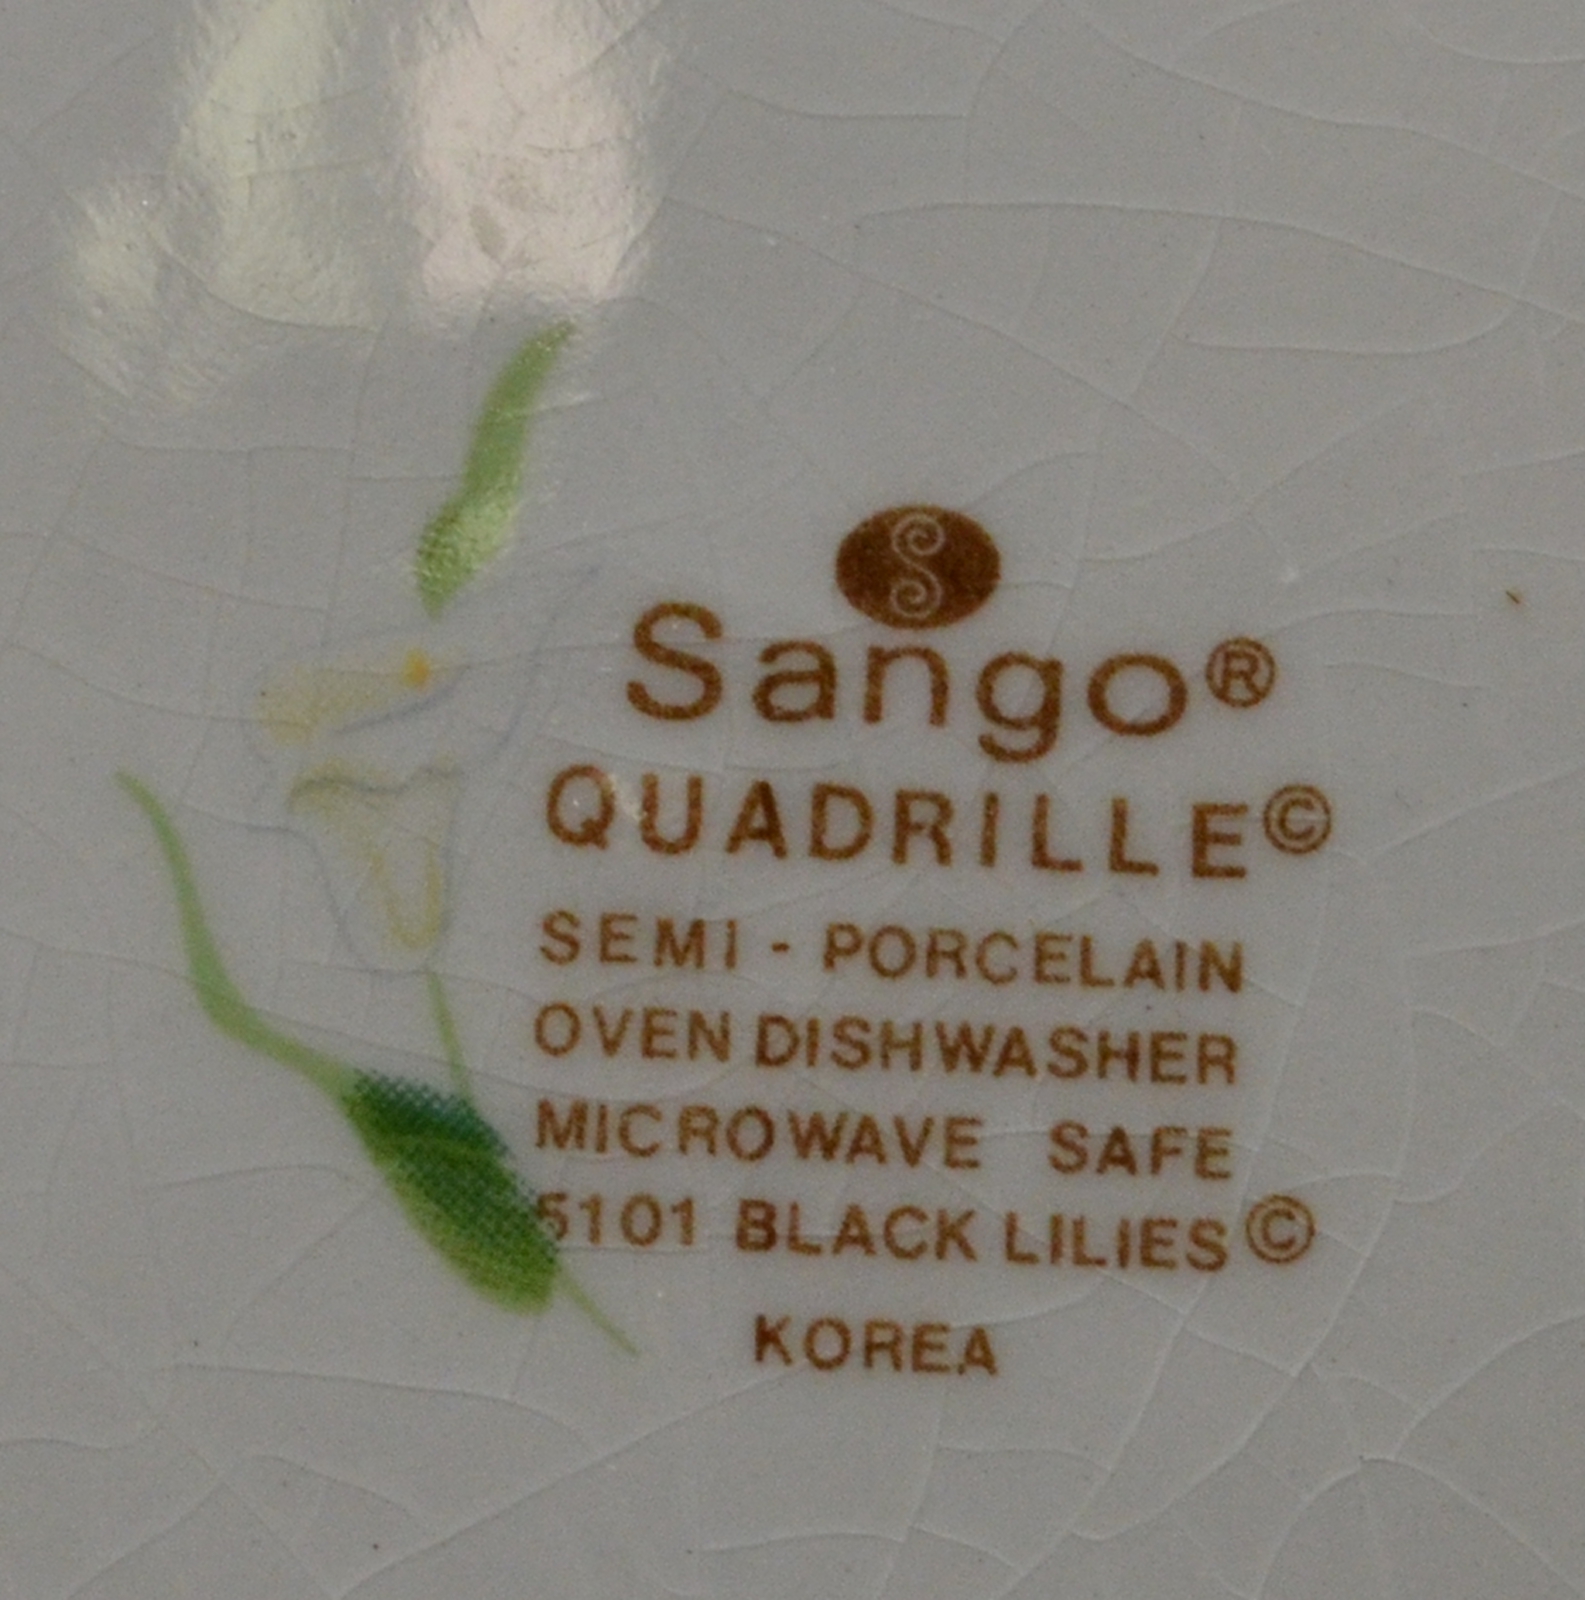 S
Sango®
QUADRILLE©
SEMI - PORCELAIN
OVEN DISHWASHER
MICROWAVE SAFE
5101 BLACK LILIES©
KOREA